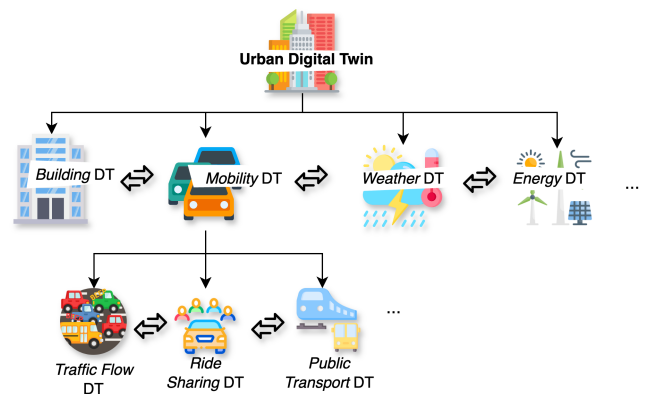 Urban Digital Twin
Building DT
Mobility DT
Weather DT
Energy DT
...
...
Traffic Flow
DT
Ride
Sharing DT
Public
Transport DT